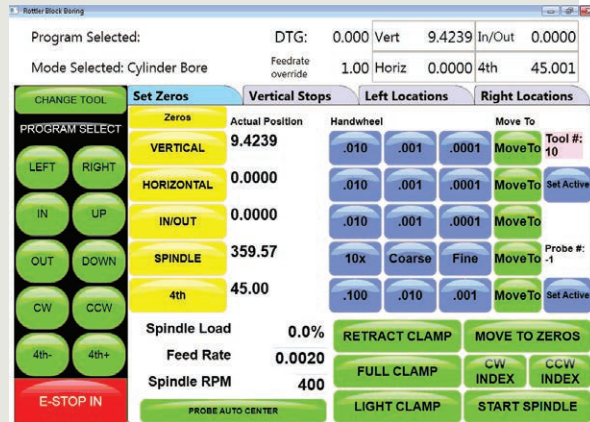 Rottler Block Boring
Program Selected: DTG: 0.000 Vert 9.4239 In/Out 0.0000
Mode Selected: Cylinder Bore Feedrate override 1.00 Horiz 0.0000 4th 45.001
CHANGE TOOL Set Zeros Vertical Stops Left Locations Right Locations
PROGRAM SELECT Zeros Actual Position Handwheel Move To
VERTICAL 9.4239 .010 .001 .0001 MoveTo Tool #: 10
LEFT RIGHT
HORIZONTAL 0.0000 .010 .001 .0001 MoveTo Set Active
IN UP
IN/OUT 0.0000 .010 .001 .0001 MoveTo
OUT DOWN SPINDLE 359.57 10x Coarse Fine MoveTo Probe #: -1
CW CCW 4th 45.00 .100 .010 .001 MoveTo Set Active
Spindle Load 0.0% RETRACT CLAMP MOVE TO ZEROS
4th- 4th+ Feed Rate 0.0020 FULL CLAMP CW INDEX CCW INDEX
Spindle RPM 400
E-STOP IN PROBE AUTO CENTER LIGHT CLAMP START SPINDLE